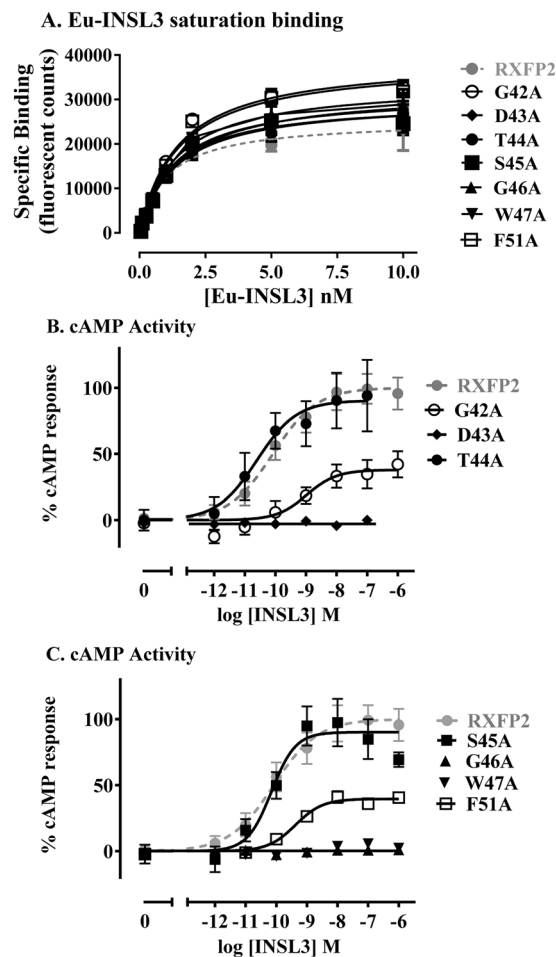 A. Eu-INSL3 saturation binding
Specific Binding
(fluorescent counts)
40000
30000
20000
10000
0
0.0 2.5 5.0 7.5 10.0
[Eu-INSL3] nM
RXFP2
G42A
D43A
T44A
S45A
G46A
W47A
F51A
B. cAMP Activity
% cAMP response
100
50
0
0 -12 -11 -10 -9 -8 -7 -6
log [INSL3] M
RXFP2
G42A
D43A
T44A
C. cAMP Activity
% cAMP response
100
50
0
0 -12 -11 -10 -9 -8 -7 -6
log [INSL3] M
RXFP2
S45A
G46A
W47A
F51A